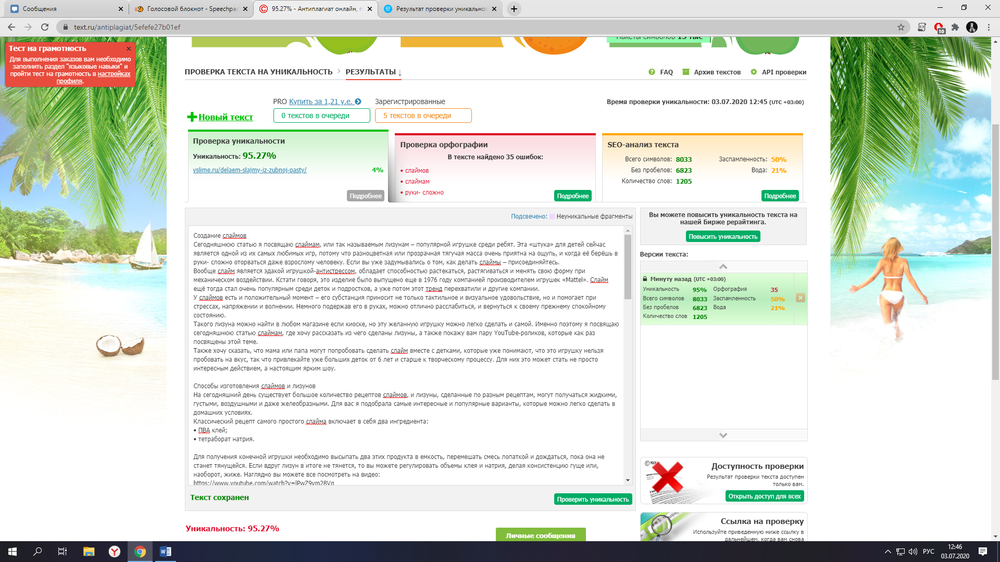 Сообщения
Голосовой блокнот - Speechpad
95.27% - Антиплагиат онлайн, п
Результат проверки уникальнос
text.ru/antiplagiat/5efefe27b01ef
10
Тест на грамотность
Для выполнения заказов вам необходимо
заполнить раздел "языковые навыки" и
пройти тест на грамотность в настройках
профиля.
Пакеты символов 15 тыс
ПРОВЕРКА ТЕКСТА НА УНИКАЛЬНОСТЬ
РЕЗУЛЬТАТЫ ↓
FAQ
Архив текстов
API проверки
PRO Купить за 1,21 у.е.
Зарегистрированные
Время проверки уникальности: 03.07.2020 12:45 (UTC +03:00)
Новый текст
0 текстов в очереди
5 текстов в очереди
Проверка уникальности
Уникальность: 95.27%
vslime.ru/delaem-slajmy-iz-zubnoj-pasty/ 4%
Подробнее
Проверка орфографии
В тексте найдено 35 ошибок:
• слаймов
• слаймам
• руки- сложно
Подробнее
SEO-анализ текста
Всего символов: 8033 Заспамленность: 50%
Без пробелов: 6823 Вода: 21%
Количество слов: 1205
Подробнее
Подсвечено: Неуникальные фрагменты
Создание слаймов
Сегодняшнюю статью я посвящаю слаймам, или так называемым лизунам – популярной игрушке среди ребят. Эта «штука» для детей сейчас
является одной из их самых любимых игр, потому что разноцветная или прозрачная тягучая масса очень приятна на ощупь, и когда её берёшь в
руки- сложно оторваться даже взрослому человеку. Если вы уже задумывались о том, как делать слаймы – присоединяйтесь.
Вообще слайм является эдакой игрушкой-антистрессом, обладает способностью растекаться, растягиваться и менять свою форму при
механическом воздействии. Кстати говоря, это изделие было выпущено еще в 1976 году компанией производителем игрушек «Mattel». Слайм
ещё тогда стал очень популярным среди деток и подростков, а уже потом этот тренд перехватили и другие компании.
У слаймов есть и положительный момент – его субстанция приносит не только тактильное и визуальное удовольствие, но и помогает при
стрессах, напряжении и волнении. Немного подержав его в руках, можно отлично расслабиться, и вернуться к своему прежнему спокойному
состоянию.
Такого лизуна можно найти в любом магазине если киоске, но эту желанную игрушку можно легко сделать и самой. Именно поэтому я посвящаю
сегодняшнюю статью слаймам, где хочу рассказать из чего сделаны лизуны, а также покажу вам пару YouTube-роликов, которые как раз
посвящены этой теме.
Также хочу сказать, что мама или папа могут попробовать сделать слайм вместе с детками, которые уже понимают, что это игрушку нельзя
пробовать на вкус, так что привлекайте уже больших деток от 6 лет и старше к творческому процессу. Для них это может стать не просто
интересным действием, а настоящим ярким шоу.
Способы изготовления слаймов и лизунов
На сегодняшний день существует большое количество рецептов слаймов, и лизуны, сделанные по разным рецептам, могут получаться жидкими,
густыми, воздушными и даже желеобразными. Для вас я подобрала самые интересные и популярные варианты, которые можно легко сделать в
домашних условиях.
Классический рецепт самого простого слайма включает в себя два ингредиента:
• ПВА клей;
• тетраборат натрия.
Для получения конечной игрушки необходимо высыпать два этих продукта в емкость, перемешать смесь лопаткой и дождаться, пока она не
станет тянущейся. Если вдруг лизун в итоге не тянется, то вы можете регулировать объемы клея и натрия, делая консистенцию гуще или,
наоборот, жиже. Наглядно вы можете все посмотреть на видео:
Текст сохранен
Проверить уникальность
Уникальность: 95.27%
Личные сообщения
Вы можете повысить уникальность текста на
нашей Бирже рерайтинга.
Повысить уникальность
Версии текста:
Минуту назад (UTC +03:00)
Уникальность 95% Орфография 35
Всего символов 8033 Заспамленность 50%
Без пробелов 6823 Вода 21%
Количество слов 1205
Доступность проверки
Результат проверки текста доступен
только вам.
Открыть доступ для всех
Ссылка на проверку
Используйте приведенную ниже ссылку в
дальнейшем, когда вам снова
РУС
12:46
03.07.2020